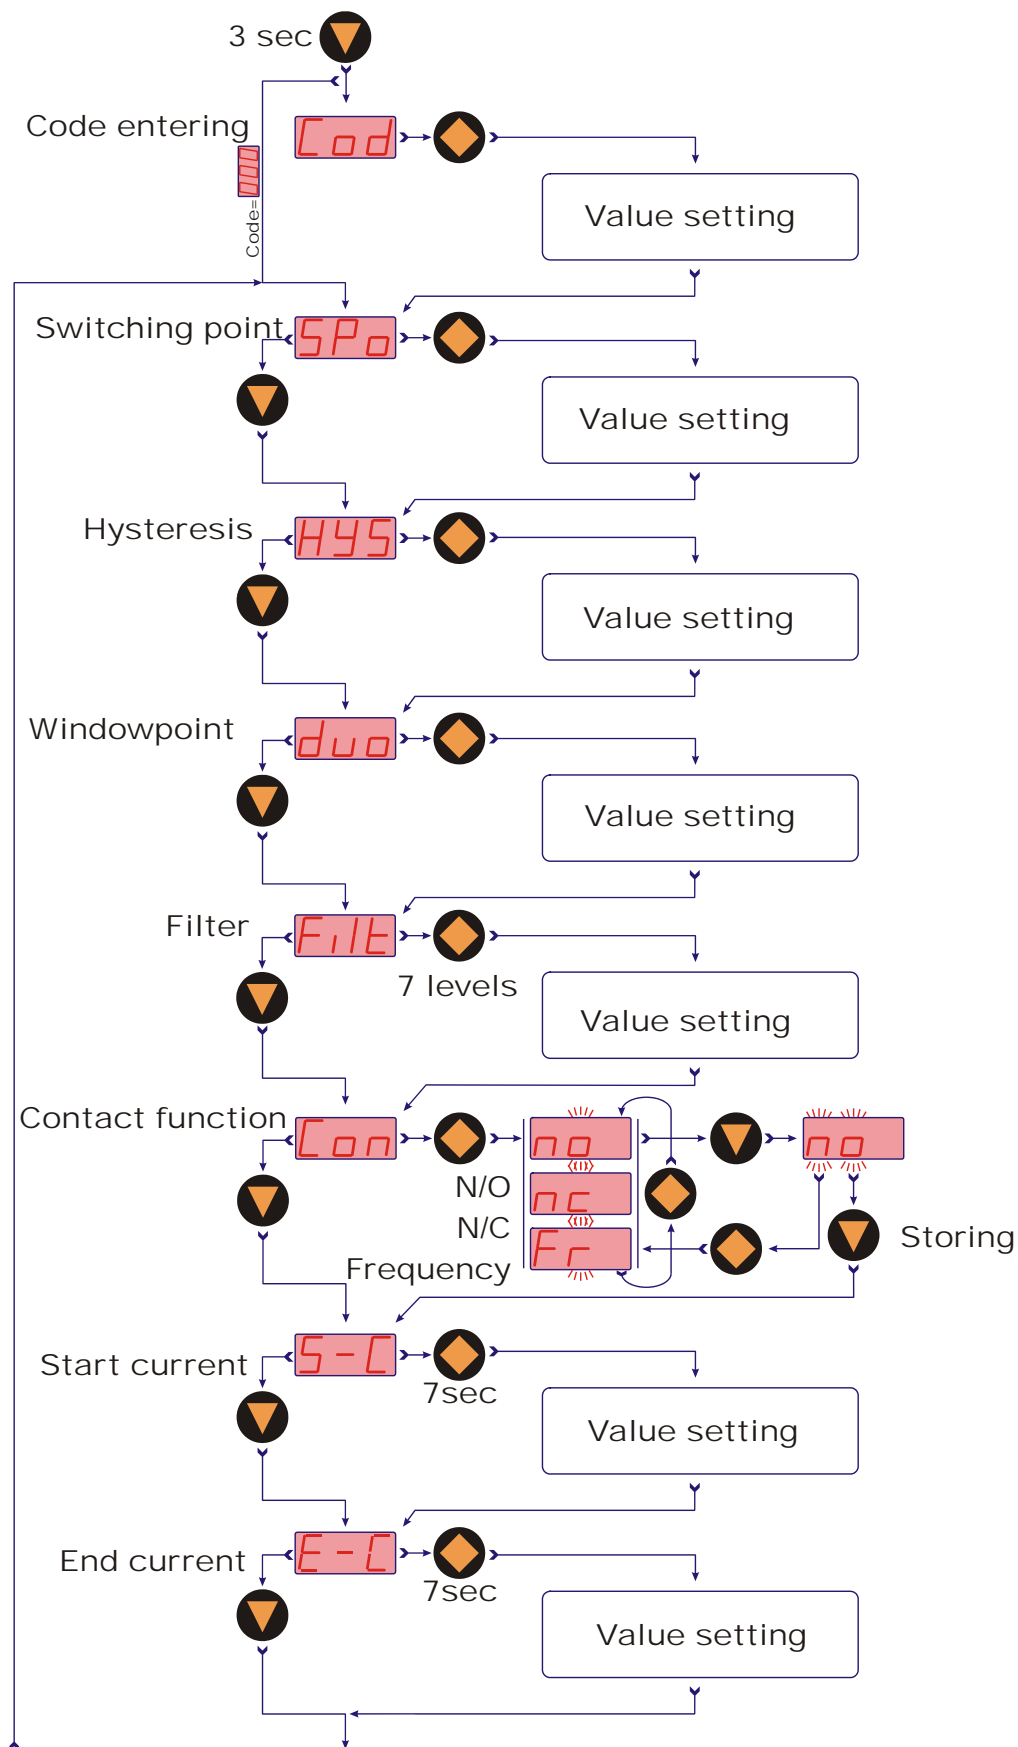 3 sec
Code entering
Cod
Code=000
Value setting
Switching point
SPo
Value setting
Hysteresis
HYS
Value setting
Windowpoint
duo
Value setting
Filter
Filt
7 levels
Value setting
Contact function
Con
no
no
N/O
nc
N/C
Fr
Storing
Frequency
S-C
Start current
7sec
Value setting
E-C
End current
7sec
Value setting